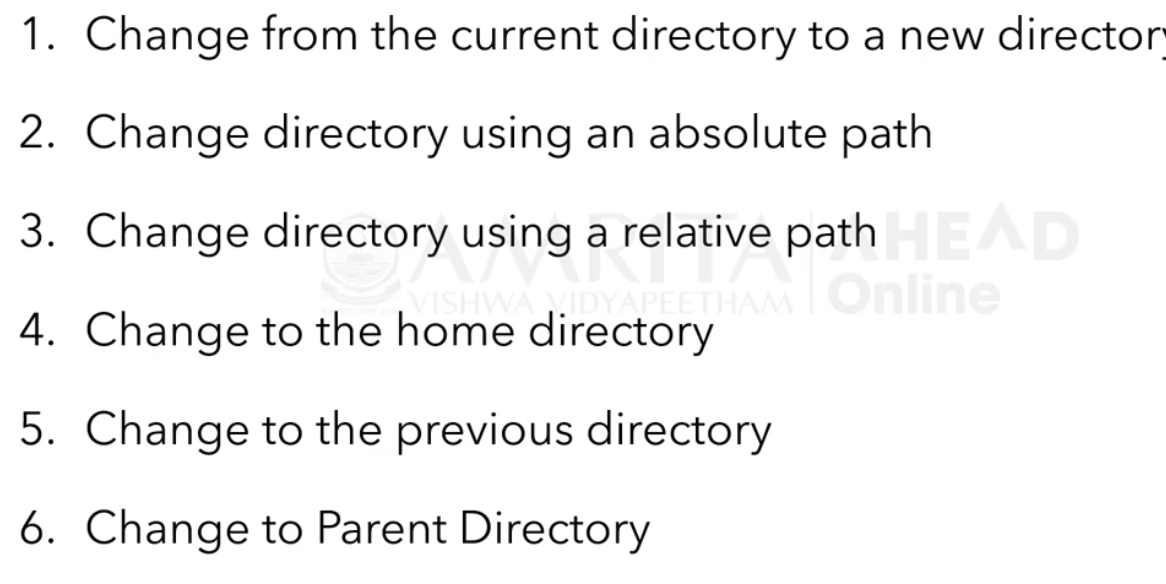 1. Change from the current directory to a new directory
2. Change directory using an absolute path
3. Change directory using a relative path
AMRITA AHEAD
VISHWA VIDYAPEETHAM Online
4. Change to the home directory
5. Change to the previous directory
6. Change to Parent Directory